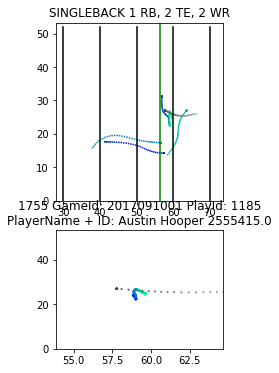 SINGLEBACK 1 RB, 2 TE, 2 WR
50
40
30
20
10
0
30 40 50 60 70
1755 GameId: 2017091001 PlayId: 1185
PlayerName + ID: Austin Hooper 2555415.0
40
20
0
55.0 57.5 60.0 62.5